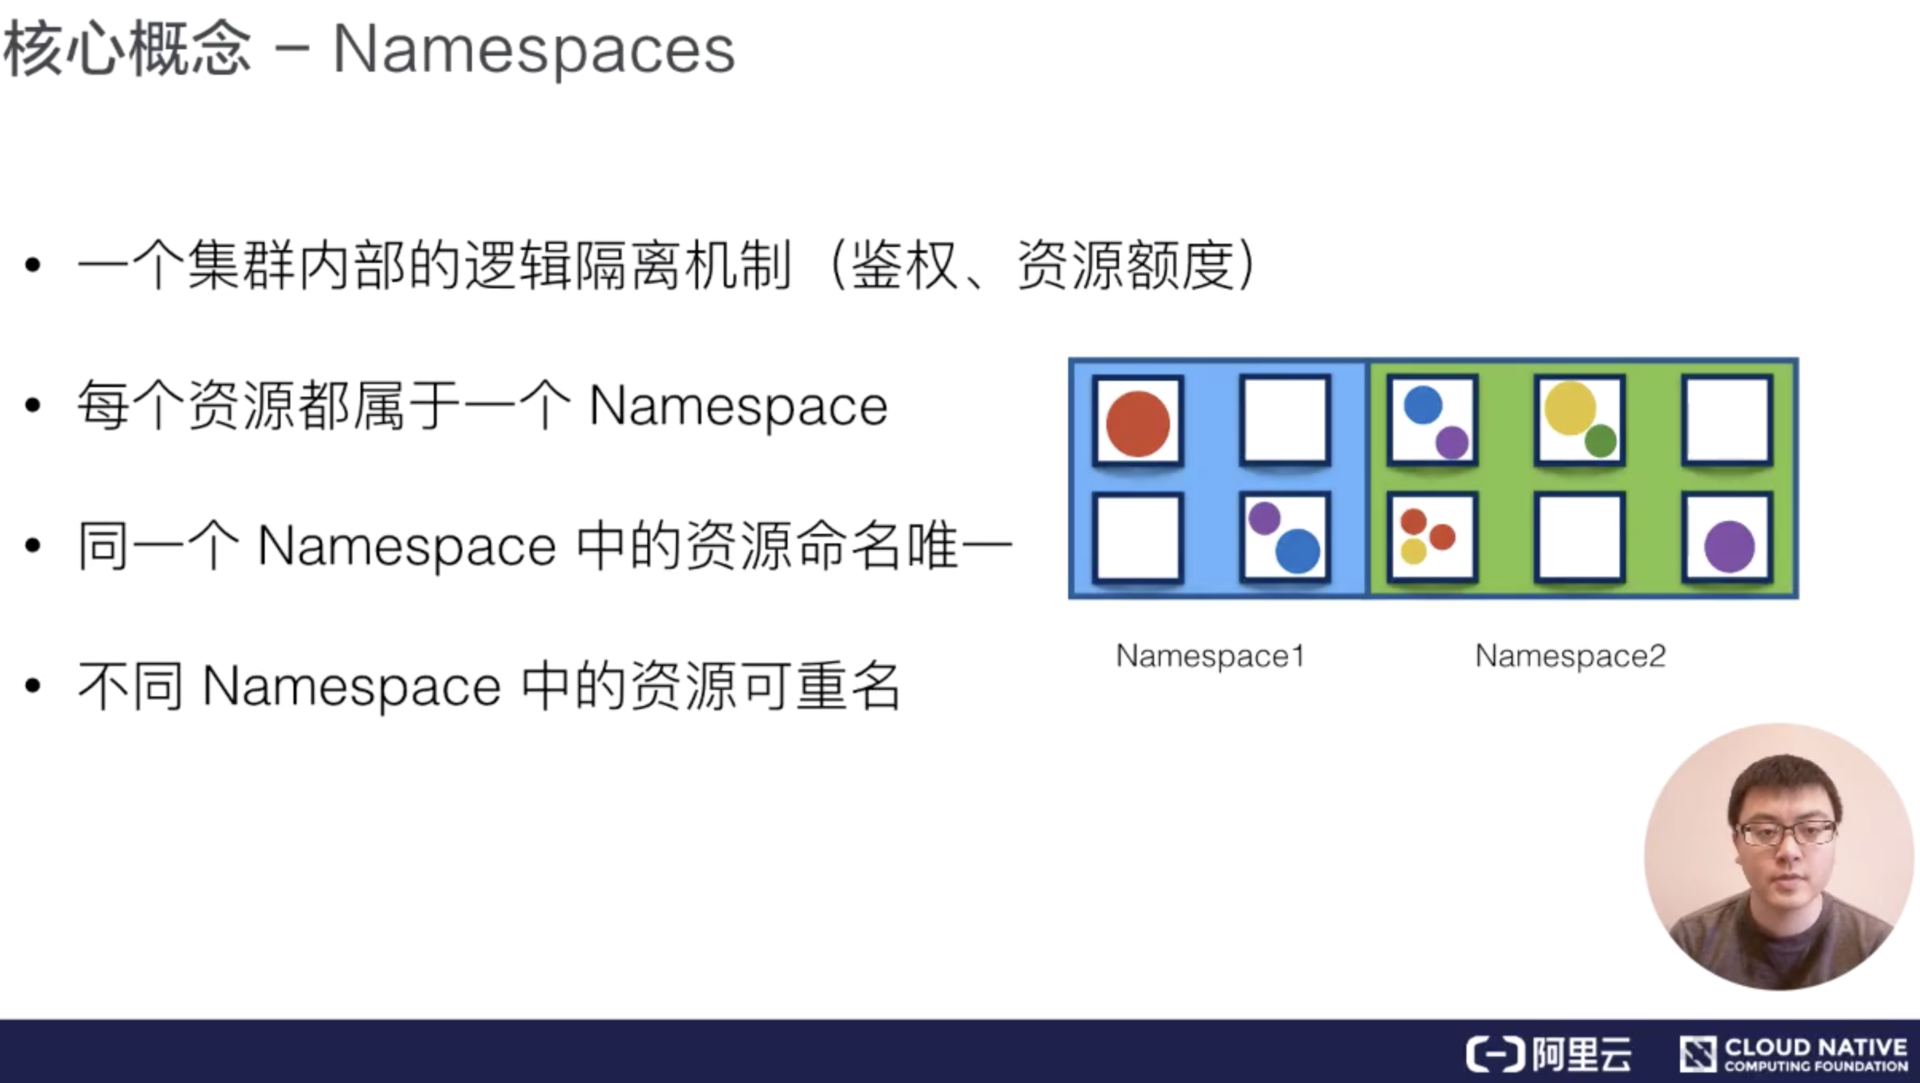 核心概念 – Namespaces
• 一个集群内部的逻辑隔离机制（鉴权、资源额度）
• 每个资源都属于一个 Namespace
• 同一个 Namespace 中的资源命名唯一
• 不同 Namespace 中的资源可重名
Namespace1
Namespace2
阿里云
CLOUD NATIVE
COMPUTING FOUNDATION